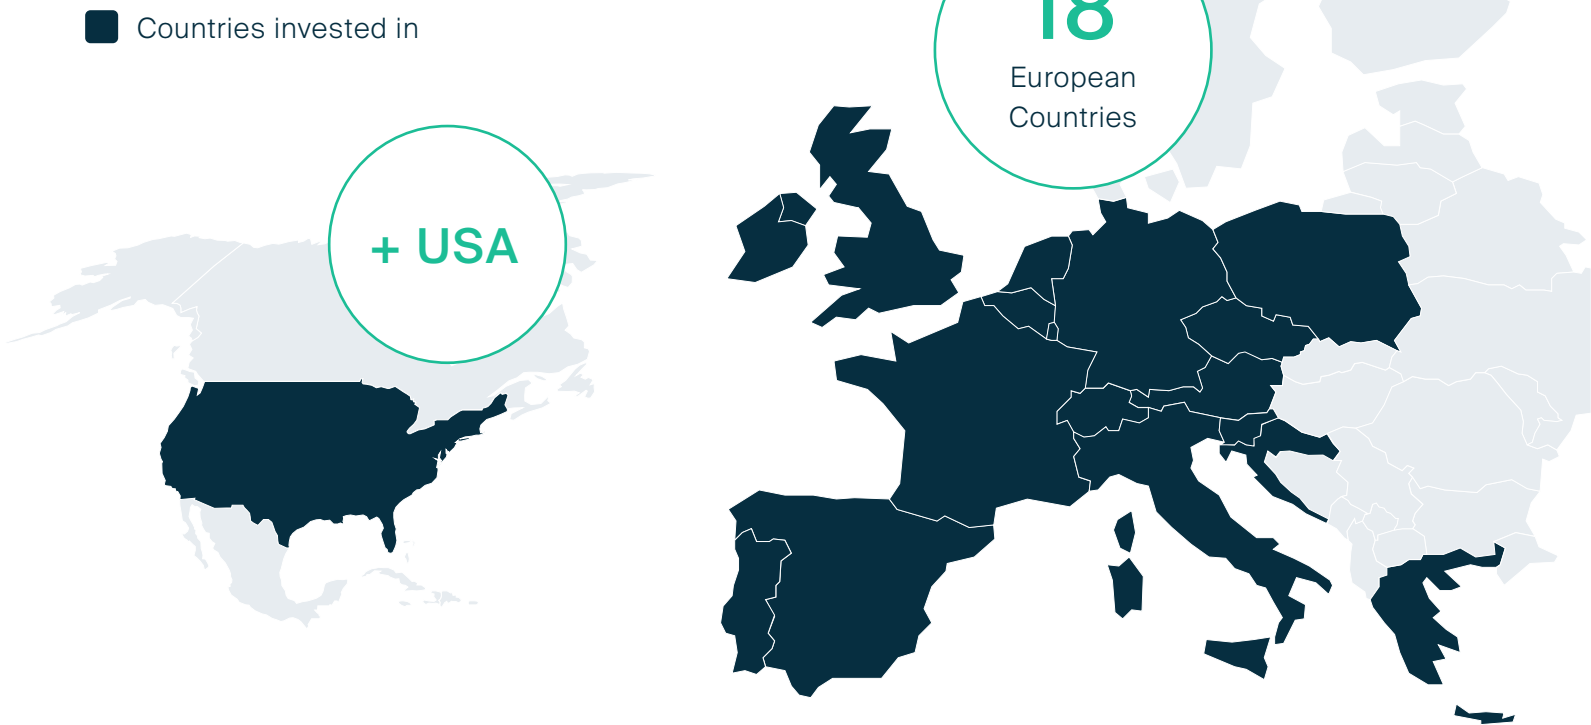 Countries invested in
18
European
Countries
+ USA